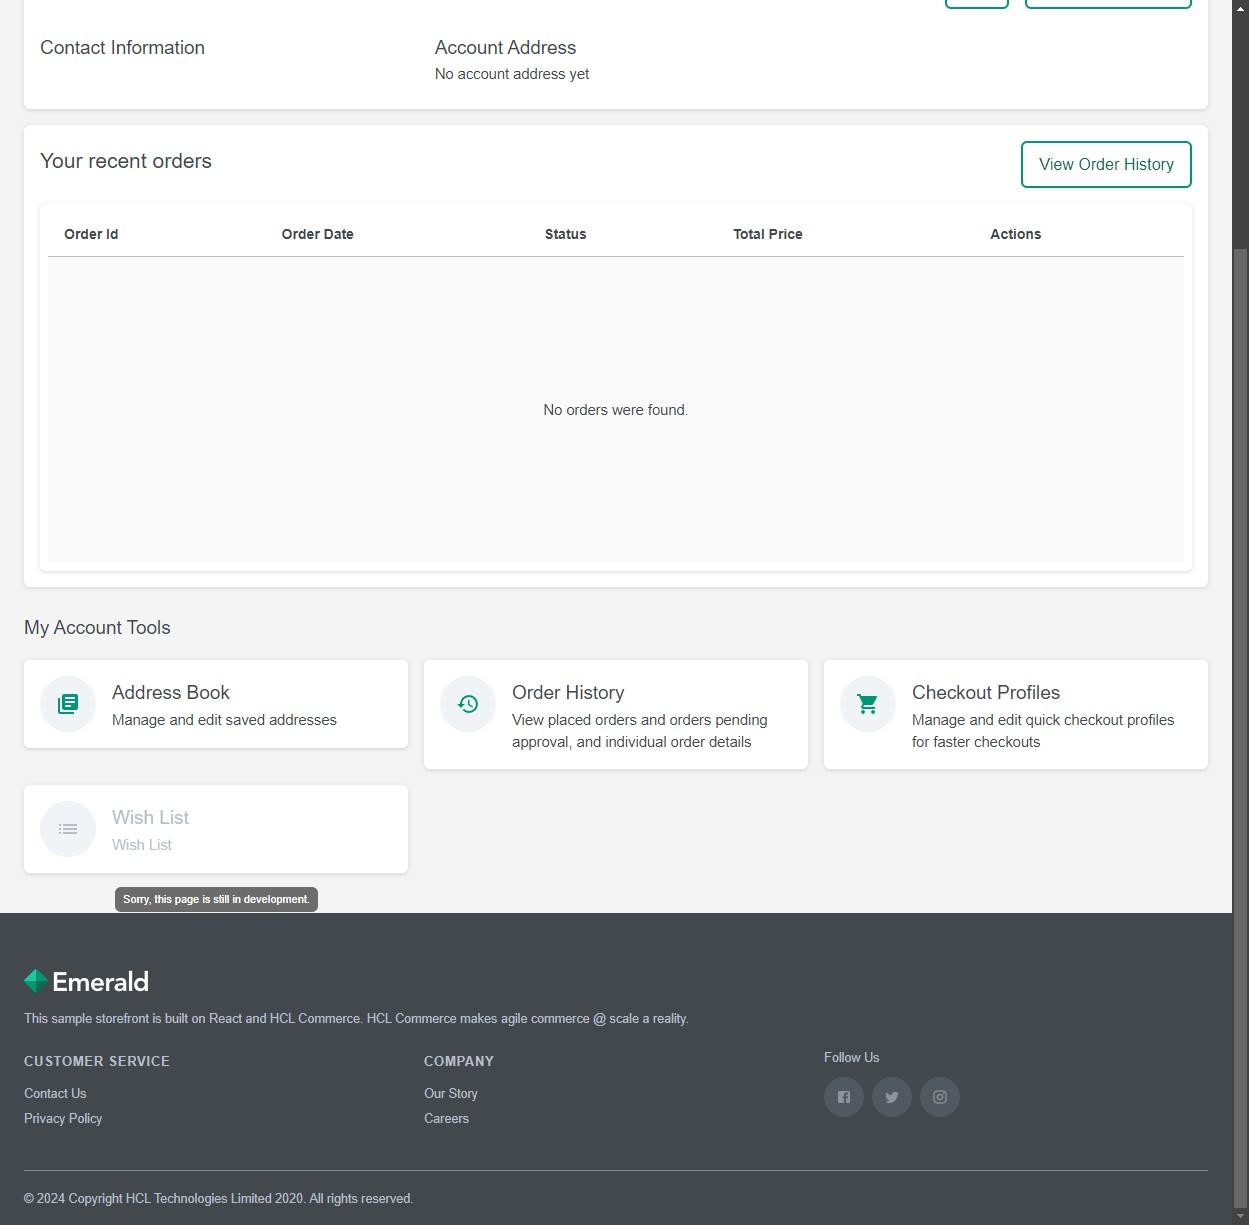 Contact Information
Account Address
No account address yet
Your recent orders
View Order History
Order Id
Order Date
Status
Total Price
Actions
No orders were found.
My Account Tools
Address Book
Manage and edit saved addresses
Order History
View placed orders and orders pending
approval, and individual order details
Checkout Profiles
Manage and edit quick checkout profiles
for faster checkouts
Wish List
Wish List
Sorry, this page is still in development.
Emerald
This sample storefront is built on React and HCL Commerce. HCL Commerce makes agile commerce @ scale a reality.
CUSTOMER SERVICE
Contact Us
Privacy Policy
COMPANY
Our Story
Careers
Follow Us
© 2024 Copyright HCL Technologies Limited 2020. All rights reserved.